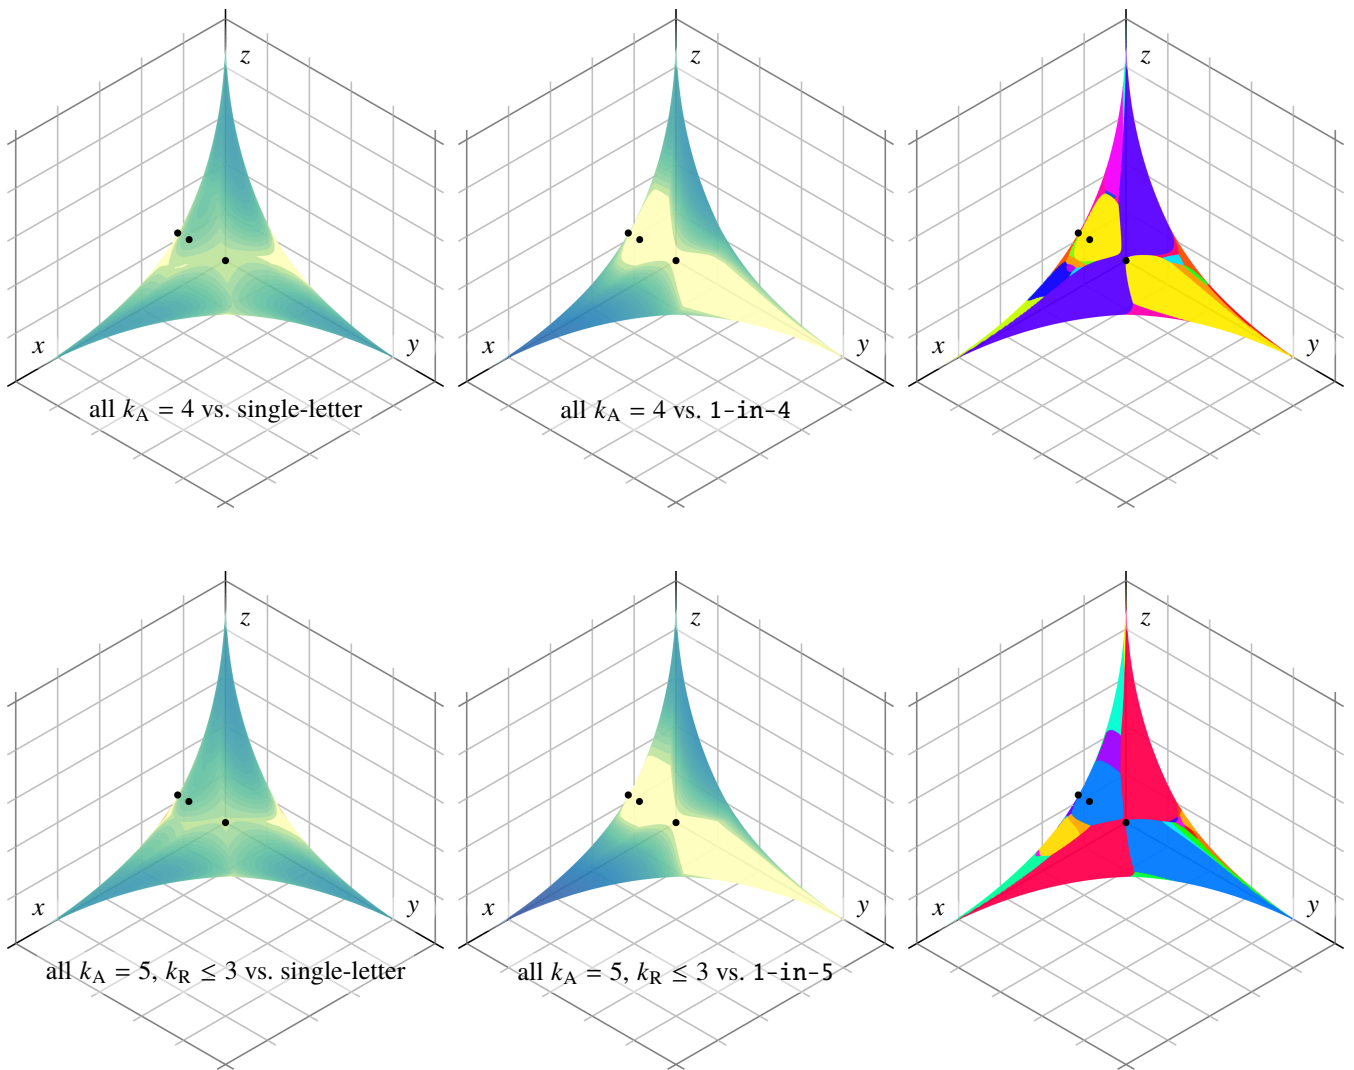 z
z
z
x
y
x
y
x
y
all kA = 4 vs. single-letter
all kA = 4 vs. 1-in-4
z
z
z
x
y
x
y
x
y
all kA = 5, kR ≤ 3 vs. single-letter
all kA = 5, kR ≤ 3 vs. 1-in-5